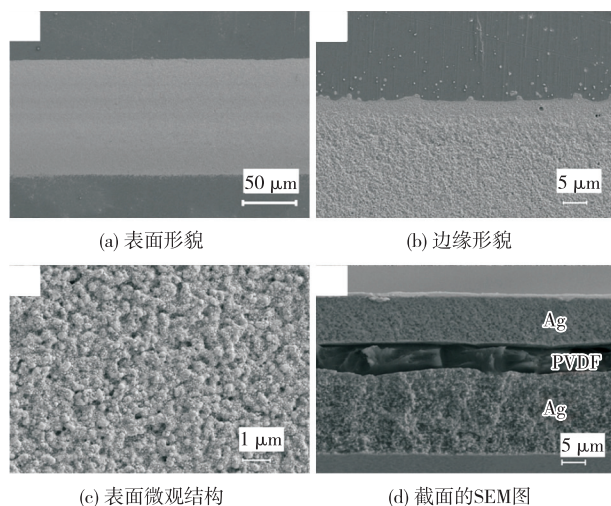 50 μm
5 μm
(a) 表面形貌
(b) 边缘形貌
1 μm
Ag
PVDF
Ag
5 μm
(c) 表面微观结构
(d) 截面的SEM图